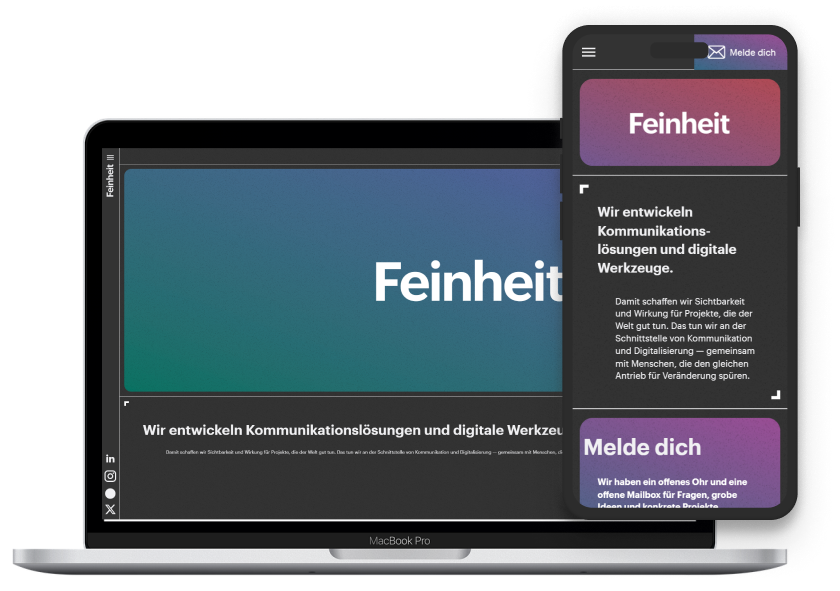 Feinheit
Feinheit
Wir entwickeln Kommunikationslösungen und digitale Werkzeu
Damit schaffen wir Sichtbarkeit und Wirkung für Projekte, die der Welt gut tun. Das tun wir an der Schnittstelle von Kommunikation und Digitalisierung — gemeinsam mit Menschen, di
in
X
MacBook Pro
Melde dich
Feinheit
Wir entwickeln
Kommunikations-
lösungen und digitale
Werkzeuge.
Damit schaffen wir Sichtbarkeit
und Wirkung für Projekte, die der
Welt gut tun. Das tun wir an der
Schnittstelle von Kommunikation
und Digitalisierung — gemeinsam
mit Menschen, die den gleichen
Antrieb für Veränderung spüren.
Melde dich
Wir haben ein offenes Ohr und eine
offene Mailbox für Fragen, grobe
Ideen und konkrete Projekte